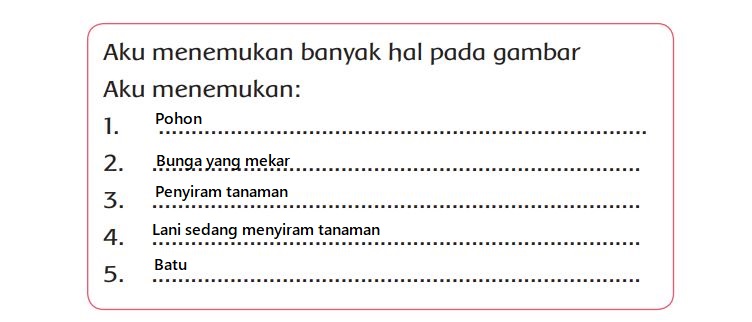 Aku menemukan banyak hal pada gambar
Aku menemukan:
1. Pohon
2. Bunga yang mekar
3. Penyiram tanaman
4. Lani sedang menyiram tanaman
5. Batu